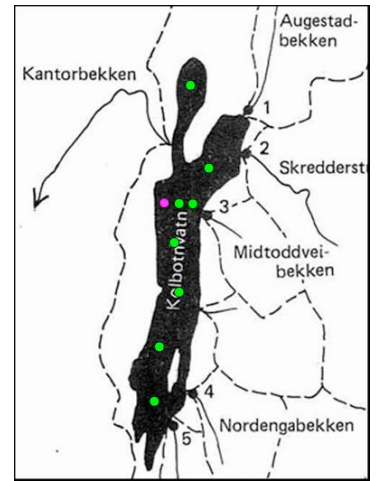 Augestad-
bekken
Kantorbekken
1
2
Skredderstu
3
Kolbotnvatn
Midtoddvei-
bekken
4
Nordengabekken
5